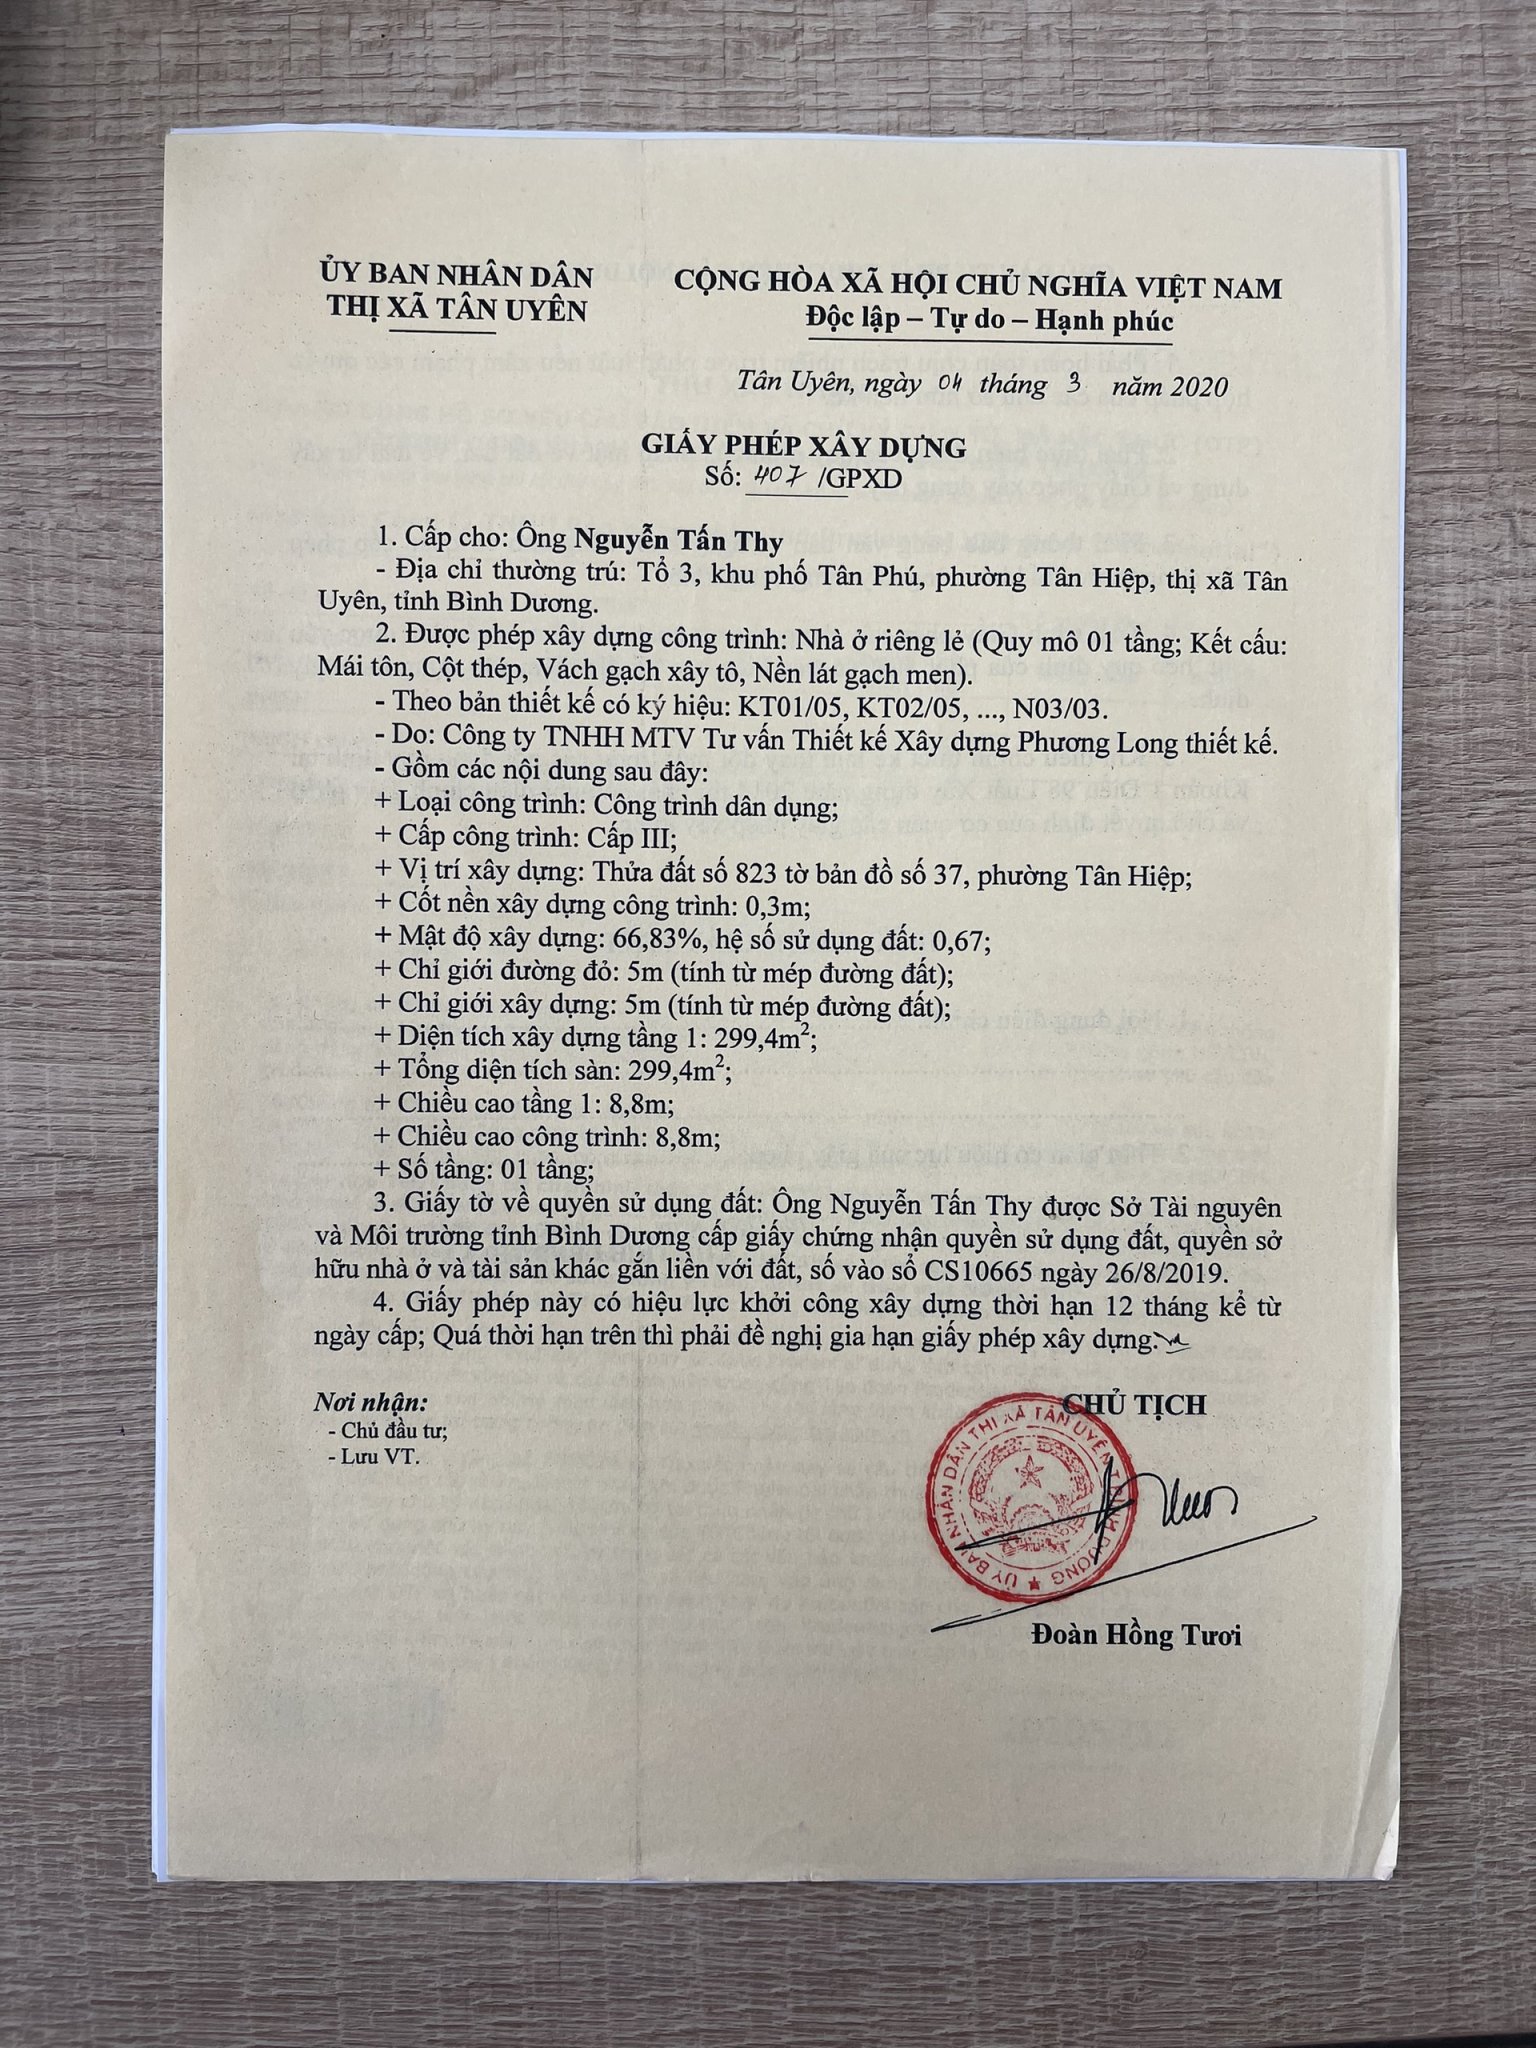 ỦY BAN NHÂN DÂN
THỊ XÃ TÂN UYÊN
CỘNG HÒA XÃ HỘI CHỦ NGHĨA VIỆT NAM
Độc lập – Tự do – Hạnh phúc
Tân Uyên, ngày 04 tháng 3 năm 2020
GIẤY PHÉP XÂY DỰNG
Số: 407 /GPXD
1. Cấp cho: Ông Nguyễn Tấn Thy
- Địa chỉ thường trú: Tổ 3, khu phố Tân Phú, phường Tân Hiệp, thị xã Tân
Uyên, tỉnh Bình Dương.
2. Được phép xây dựng công trình: Nhà ở riêng lẻ (Quy mô 01 tầng; Kết cấu:
Mái tôn, Cột thép, Vách gạch xây tô, Nền lát gạch men).
- Theo bản thiết kế có ký hiệu: KT01/05, KT02/05, ..., N03/03.
- Do: Công ty TNHH MTV Tư vấn Thiết kế Xây dựng Phương Long thiết kế.
- Gồm các nội dung sau đây:
+ Loại công trình: Công trình dân dụng;
+ Cấp công trình: Cấp III;
+ Vị trí xây dựng: Thửa đất số 823 tờ bản đồ số 37, phường Tân Hiệp;
+ Cốt nền xây dựng công trình: 0,3m;
+ Mật độ xây dựng: 66,83%, hệ số sử dụng đất: 0,67;
+ Chỉ giới đường đỏ: 5m (tính từ mép đường đất);
+ Chỉ giới xây dựng: 5m (tính từ mép đường đất);
+ Diện tích xây dựng tầng 1: 299,4m²;
+ Tổng diện tích sàn: 299,4m²;
+ Chiều cao tầng 1: 8,8m;
+ Chiều cao công trình: 8,8m;
+ Số tầng: 01 tầng;
3. Giấy tờ về quyền sử dụng đất: Ông Nguyễn Tấn Thy được Sở Tài nguyên
và Môi trường tỉnh Bình Dương cấp giấy chứng nhận quyền sử dụng đất, quyền sở
hữu nhà ở và tài sản khác gắn liền với đất, số vào sổ CS10665 ngày 26/8/2019.
4. Giấy phép này có hiệu lực khởi công xây dựng thời hạn 12 tháng kể từ
ngày cấp; Quá thời hạn trên thì phải đề nghị gia hạn giấy phép xây dựng.
Nơi nhận:
- Chủ đầu tư;
- Lưu VT.
CHỦ TỊCH
ỦY BAN NHÂN DÂN THỊ XÃ TÂN UYÊN
Đoàn Hồng Tươi